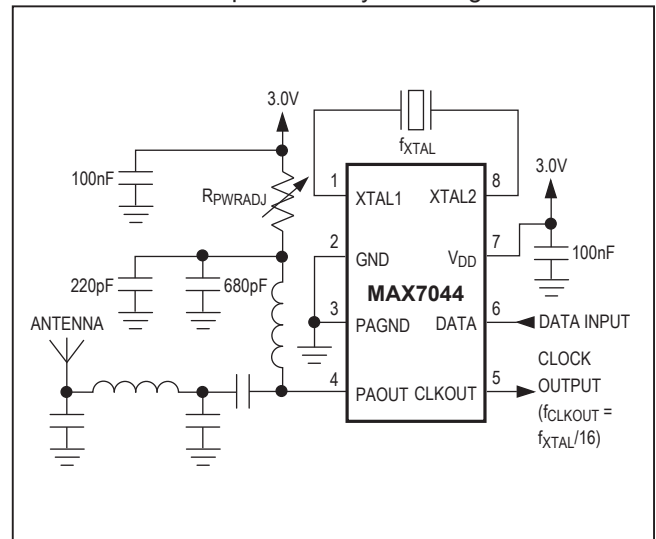 3.0V
100nF
RPWRADJ
fXTAL
3.0V
1
XTAL1
XTAL2
8
2
GND
VDD
7
100nF
220pF
680pF
MAX7044
3
PAGND
DATA
6
DATA INPUT
ANTENNA
4
PAOUT
CLKOUT
5
CLOCK
OUTPUT
(fCLKOUT =
fXTAL/16)